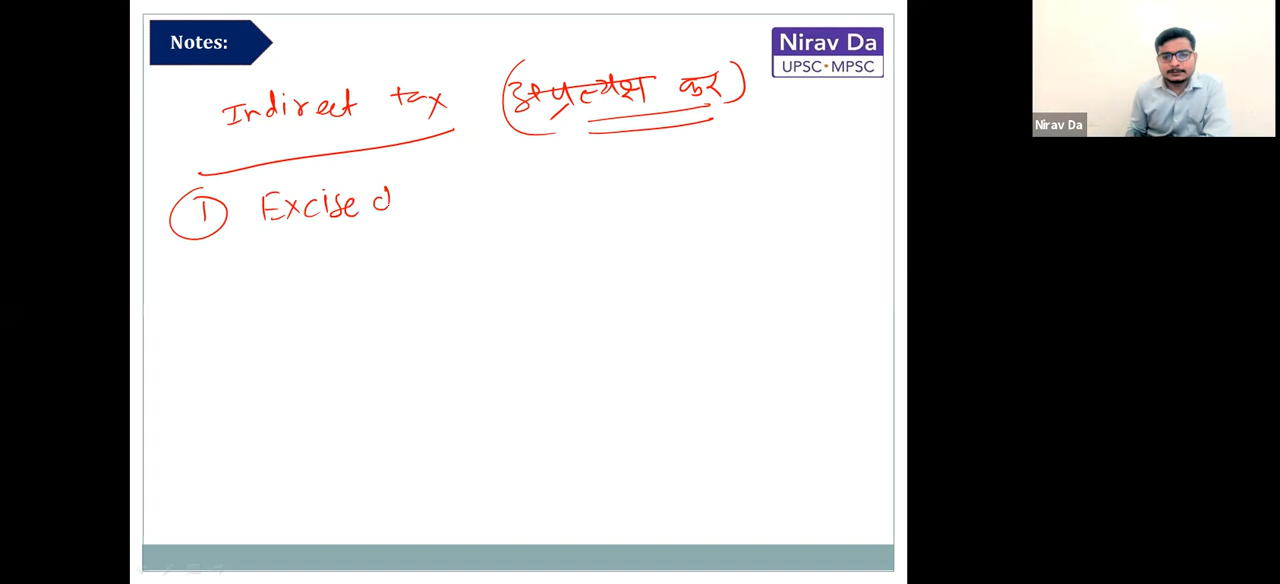 Notes:
Nirav Da
UPSC • MPSC
Indirect tax (अप्रत्यक्ष कर)
1 Excise d
Nirav Da